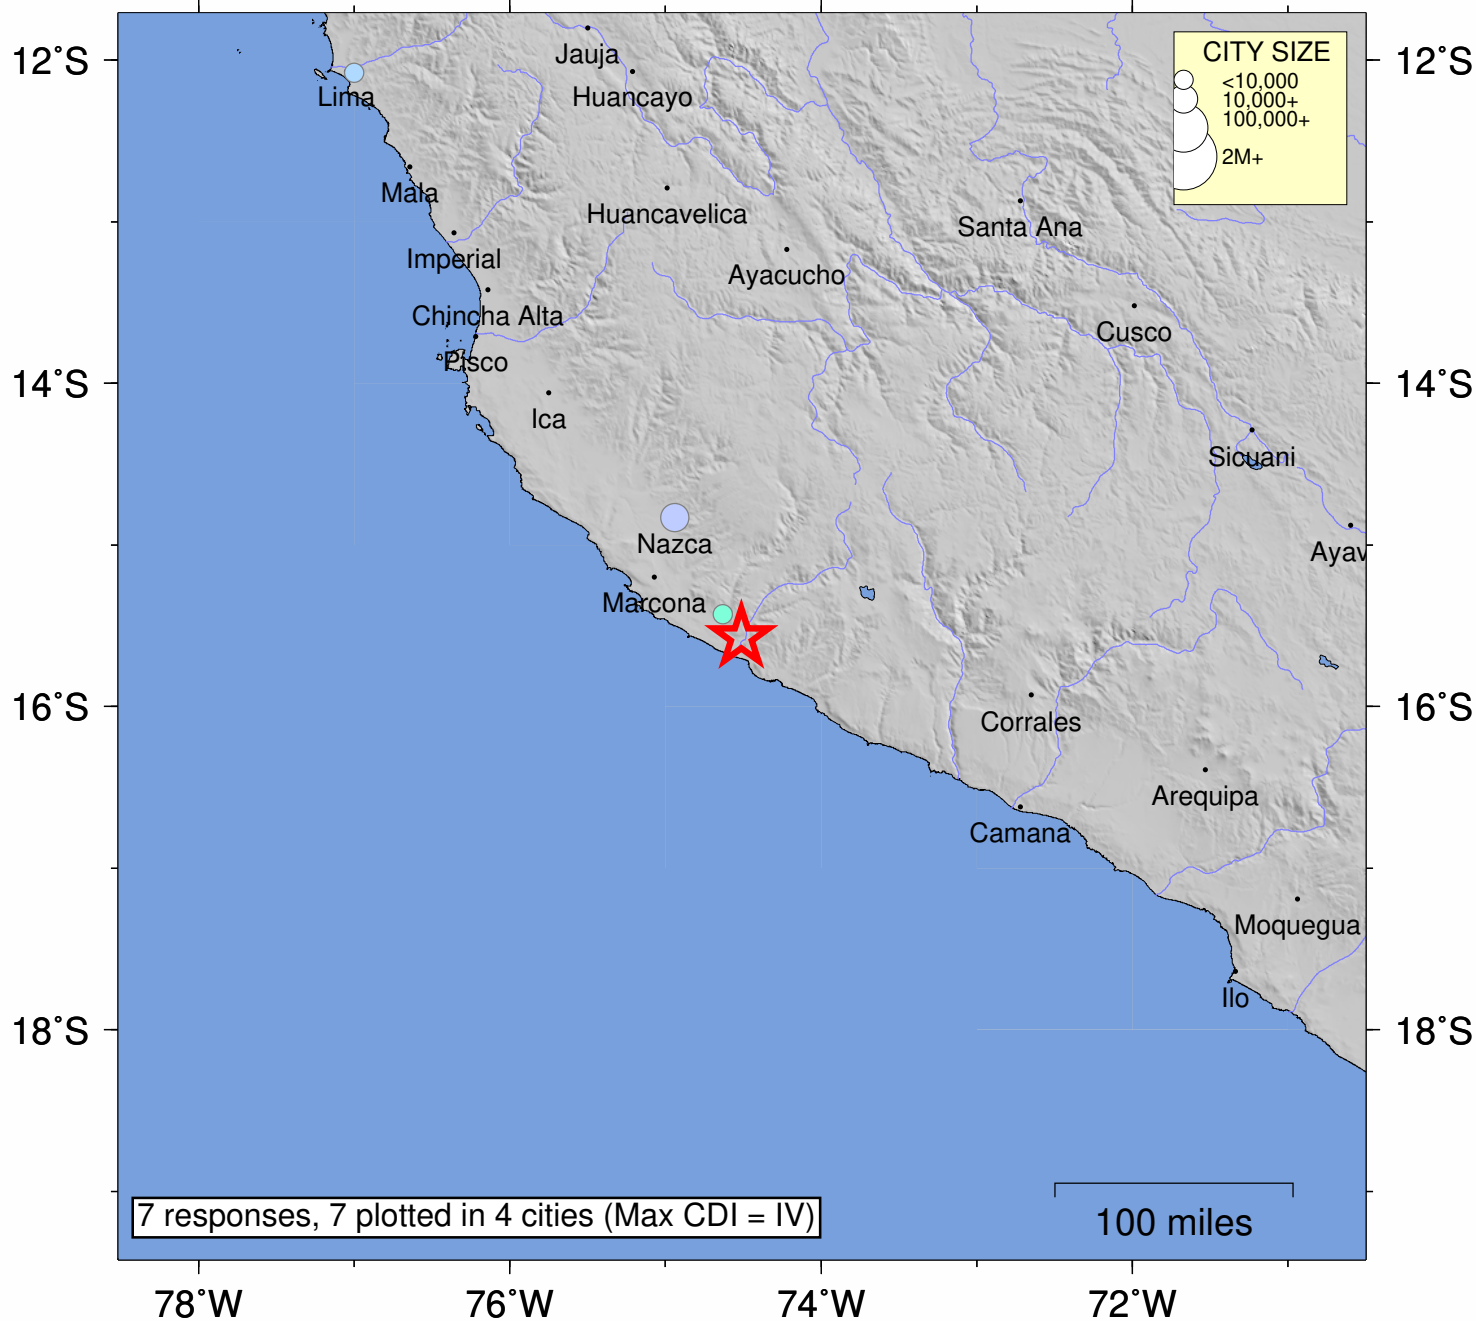 12°S
12°S
CITY SIZE
<10,000
10,000+
100,000+
2M+
Jauja
Lima
Huancayo
Mala
Huancavelica
Santa Ana
Imperial
Ayacucho
Chincha Alta
Cusco
Pisco
14°S
14°S
Ica
Sicuani
Nazca
Ayav
Marcona
16°S
16°S
Corrales
Arequipa
Camana
Moquegua
Ilo
18°S
18°S
7 responses, 7 plotted in 4 cities (Max CDI = IV)
100 miles
78°W
76°W
74°W
72°W